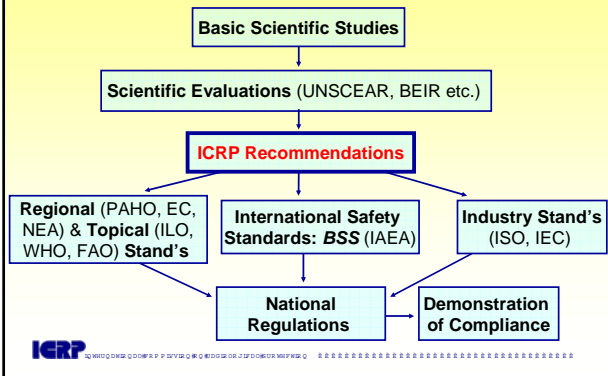 Basic Scientific Studies
Scientific Evaluations (UNSCEAR, BEIR etc.)
ICRP Recommendations
Regional (PAHO, EC,
NEA) & Topical (ILO,
WHO, FAO) Stand's
International Safety
Standards: BSS (IAEA)
Industry Stand's
(ISO, IEC)
National
Regulations
Demonstration
of Compliance
ICRP